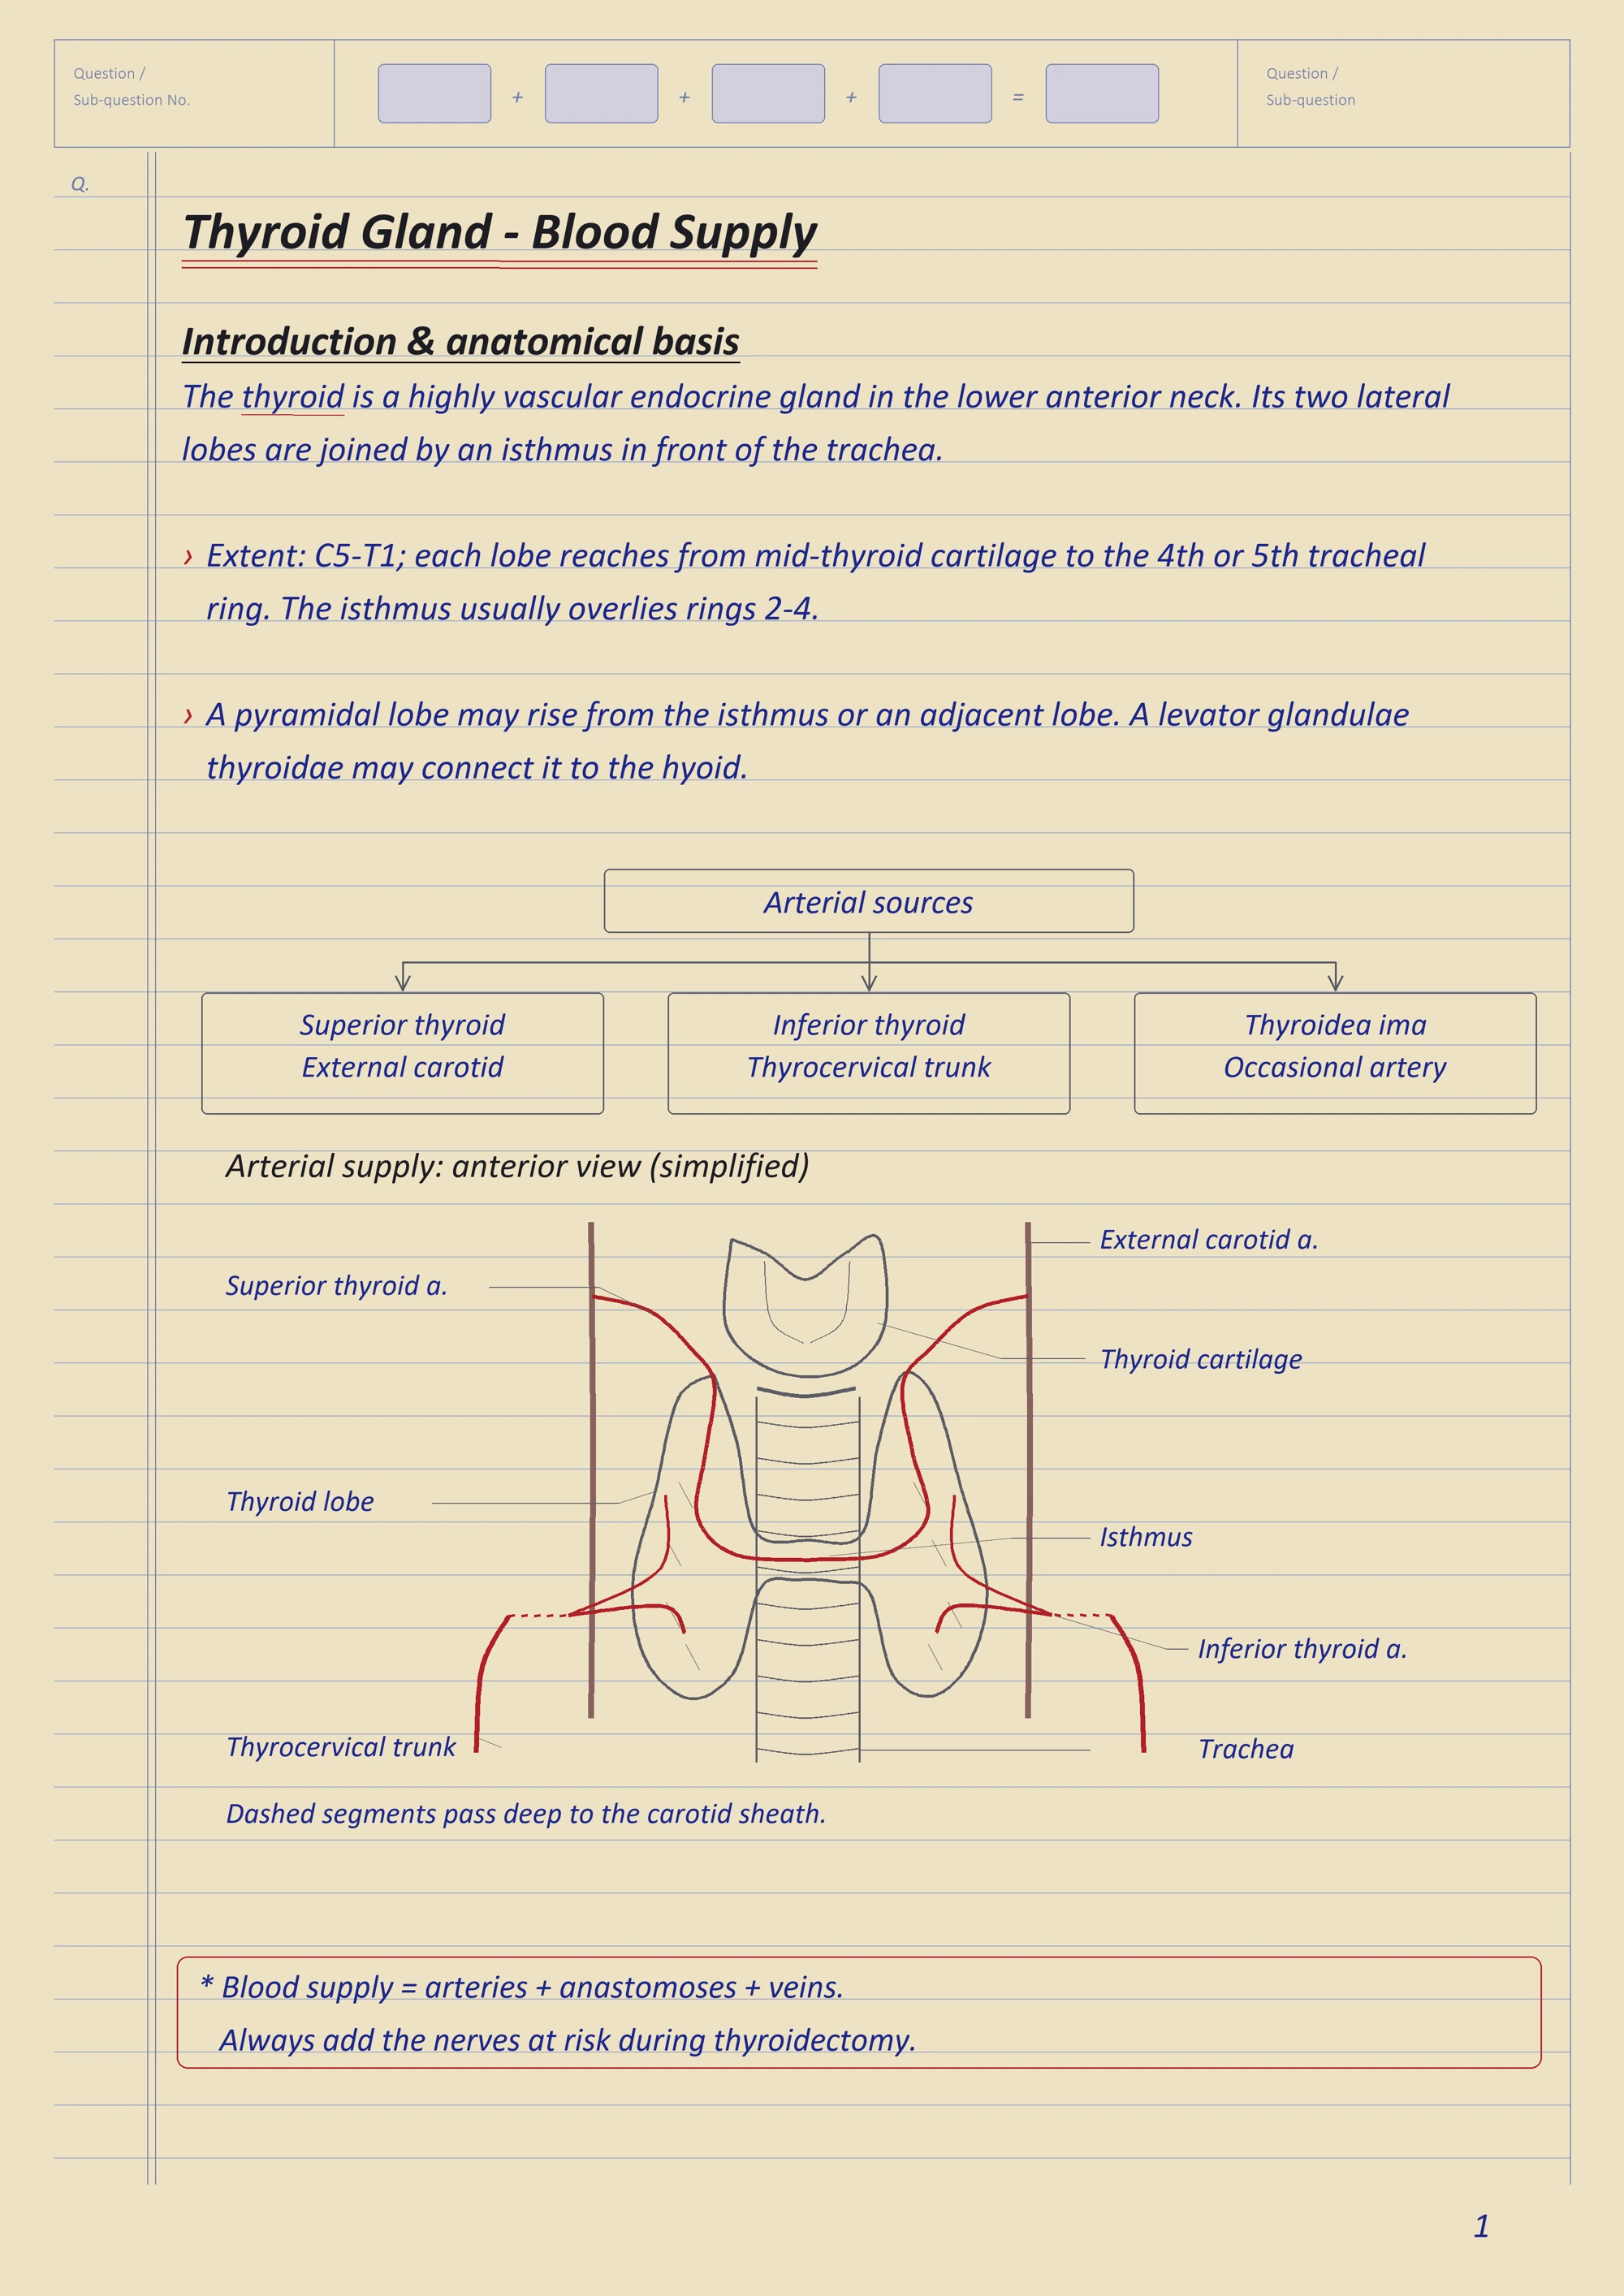 Question /
Sub-question No.
+ + + =
Question /
Sub-question
Q.
Thyroid Gland - Blood Supply
Introduction & anatomical basis
The thyroid is a highly vascular endocrine gland in the lower anterior neck. Its two lateral
lobes are joined by an isthmus in front of the trachea.
› Extent: C5-T1; each lobe reaches from mid-thyroid cartilage to the 4th or 5th tracheal
ring. The isthmus usually overlies rings 2-4.
› A pyramidal lobe may rise from the isthmus or an adjacent lobe. A levator glandulae
thyroidae may connect it to the hyoid.
Arterial sources
Superior thyroid
External carotid
Inferior thyroid
Thyrocervical trunk
Thyroidea ima
Occasional artery
Arterial supply: anterior view (simplified)
External carotid a.
Superior thyroid a.
Thyroid cartilage
Thyroid lobe
Isthmus
Inferior thyroid a.
Thyrocervical trunk
Trachea
Dashed segments pass deep to the carotid sheath.
* Blood supply = arteries + anastomoses + veins.
Always add the nerves at risk during thyroidectomy.
1